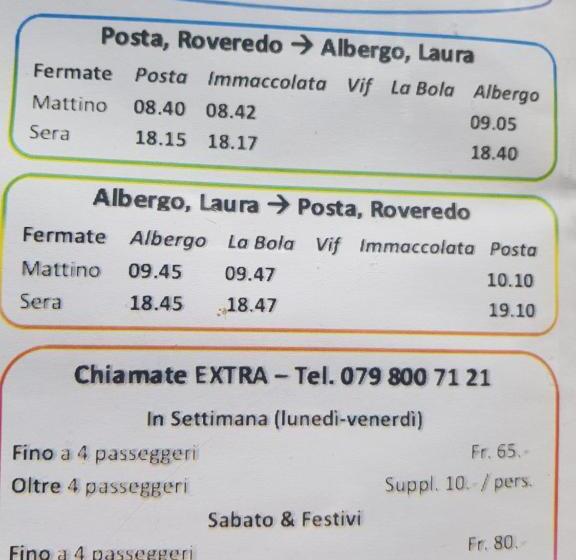 Posta, Roveredo → Albergo, Laura
Fermate Posta Immaccolata Vif La Bola Albergo
Mattino 08.40 08.42 09.05
Sera 18.15 18.17 18.40
Albergo, Laura → Posta, Roveredo
Fermate Albergo La Bola Vif Immaccolata Posta
Mattino 09.45 09.47 10.10
Sera 18.45 18.47 19.10
Chiamate EXTRA – Tel. 079 800 71 21
In Settimana (lunedì-venerdì)
Fino a 4 passeggeri Fr. 65.-
Oltre 4 passeggeri Suppl. 10.-/ pers.
Sabato & Festivi
Fino a 4 passeggeri Fr. 80.-